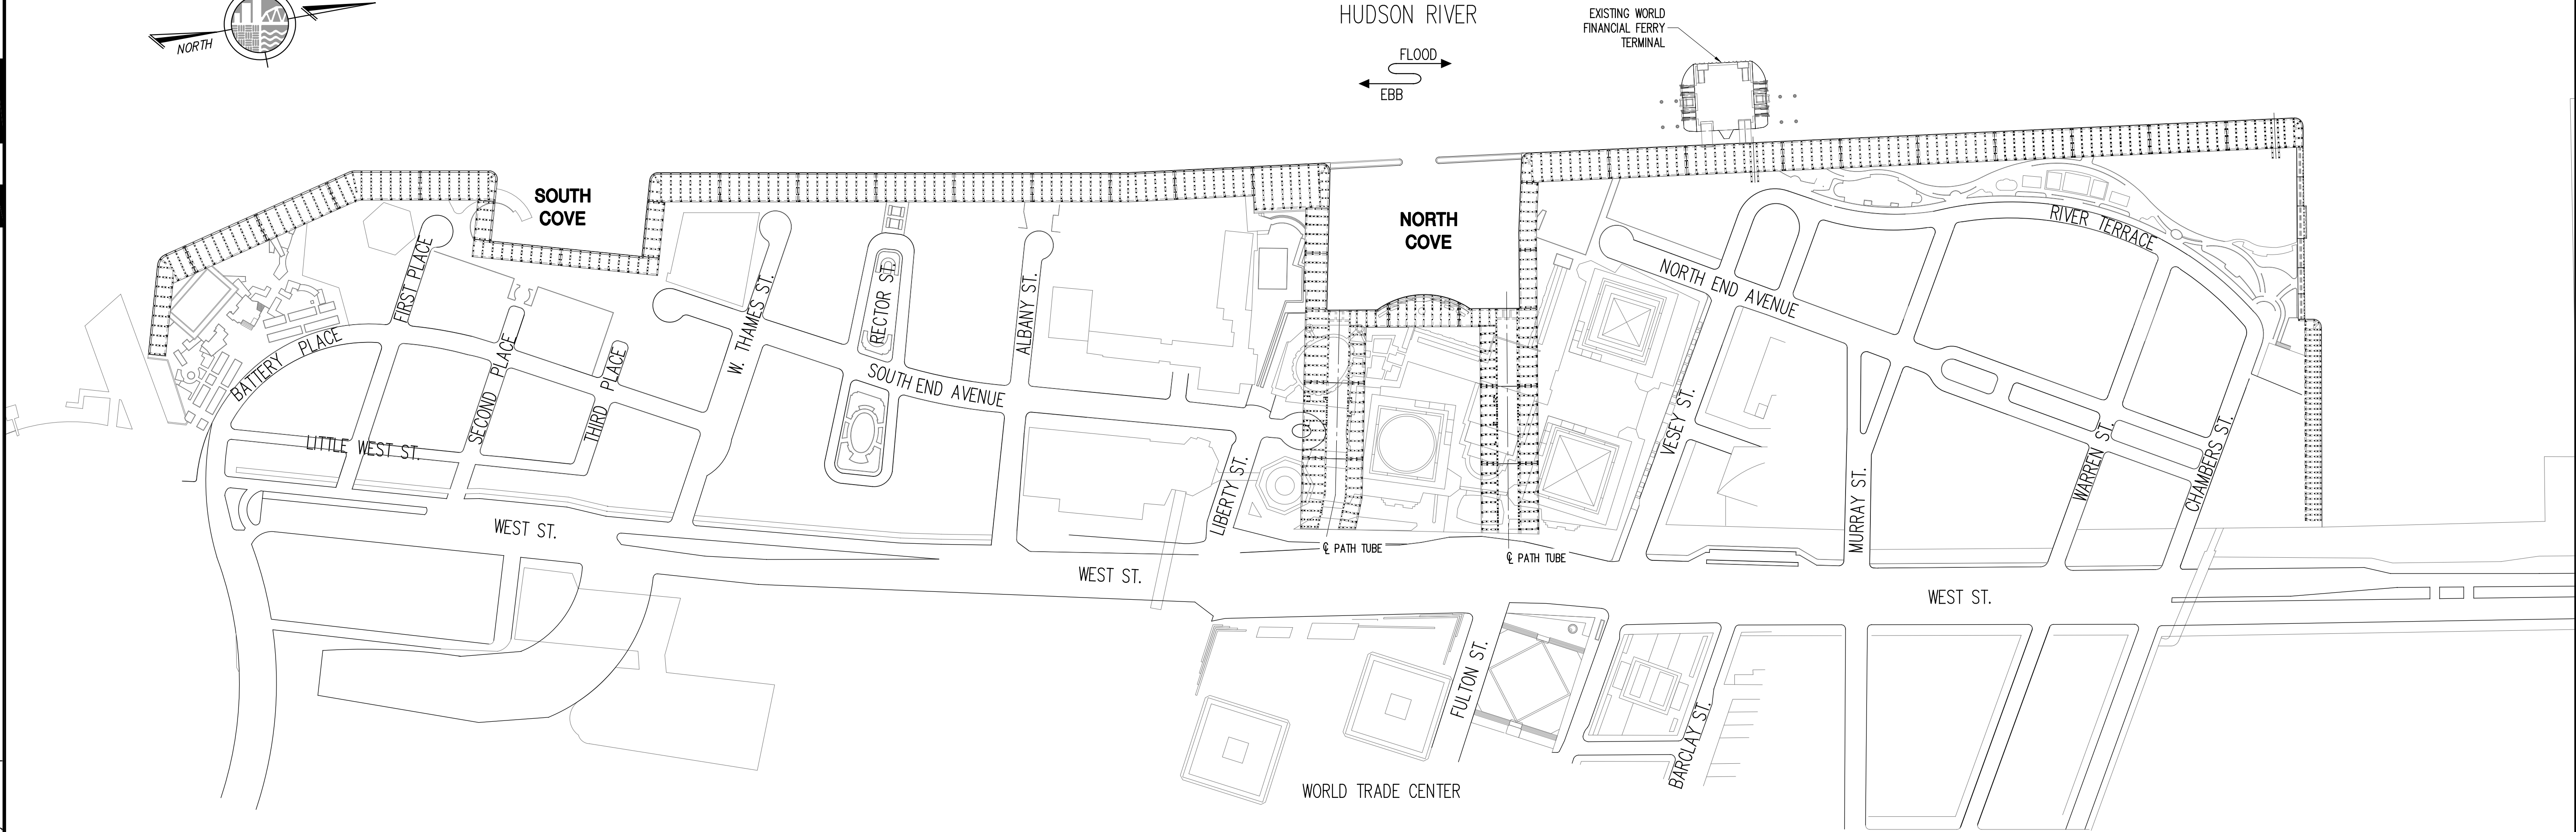 HUDSON RIVER
EXISTING WORLD
FINANCIAL FERRY
TERMINAL
NORTH
FLOOD
EBB
SOUTH
COVE
NORTH
COVE
RIVER TERRACE
NORTH END AVENUE
FIRST PLACE
RECTOR ST.
ALBANY ST.
W. THAMES ST.
BATTERY PLACE
SECOND PLACE
THIRD PLACE
SOUTH END AVENUE
LITTLE WEST ST.
VESEY ST.
WARREN ST.
CHAMBERS ST.
LIBERTY ST.
MURRAY ST.
WEST ST.
℄ PATH TUBE
℄ PATH TUBE
WEST ST.
WEST ST.
FULTON ST.
BARCLAY ST.
WORLD TRADE CENTER